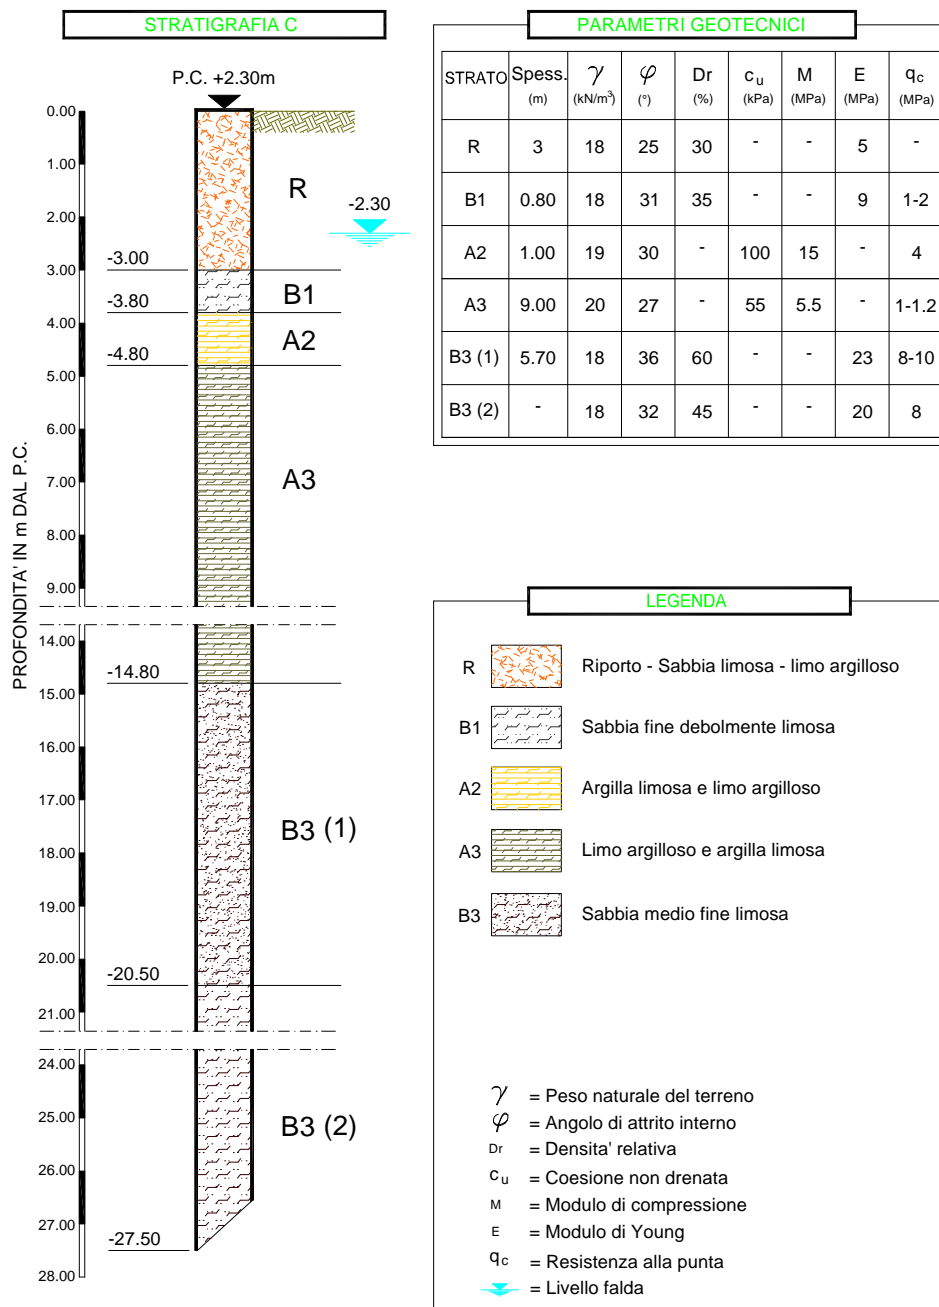 STRATIGRAFIA C
P.C. +2.30m
PROFONDITA' IN m DAL P.C.
0.00
1.00
2.00
3.00
4.00
5.00
6.00
7.00
8.00
9.00
14.00
15.00
16.00
17.00
18.00
19.00
20.00
21.00
24.00
25.00
26.00
27.00
28.00
-3.00
-3.80
-4.80
-14.80
-20.50
-27.50
R
-2.30
B1
A2
A3
B3 (1)
B3 (2)
PARAMETRI GEOTECNICI
STRATO Spess. γ φ Dr cu M E qc
(m) (kN/m³) (°) (%) (kPa) (MPa) (MPa) (MPa)
R 3 18 25 30 - - 5 -
B1 0.80 18 31 35 - - 9 1-2
A2 1.00 19 30 - 100 15 - 4
A3 9.00 20 27 - 55 5.5 - 1-1.2
B3 (1) 5.70 18 36 60 - - 23 8-10
B3 (2) - 18 32 45 - - 20 8
LEGENDA
R Riporto - Sabbia limosa - limo argilloso
B1 Sabbia fine debolmente limosa
A2 Argilla limosa e limo argilloso
A3 Limo argilloso e argilla limosa
B3 Sabbia medio fine limosa
γ = Peso naturale del terreno
φ = Angolo di attrito interno
Dr = Densita' relativa
cu = Coesione non drenata
M = Modulo di compressione
E = Modulo di Young
qc = Resistenza alla punta
= Livello falda